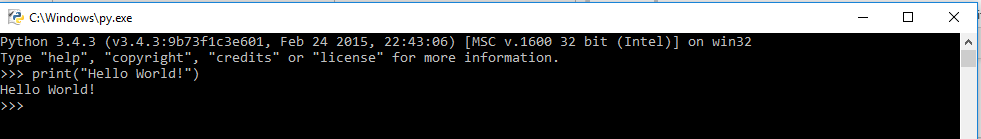 C:\Windows\py.exe
Python 3.4.3 (v3.4.3:9b73f1c3e601, Feb 24 2015, 22:43:06) [MSC v.1600 32 bit (Intel)] on win32
Type "help", "copyright", "credits" or "license" for more information.
>>> print("Hello World!")
Hello World!
>>>